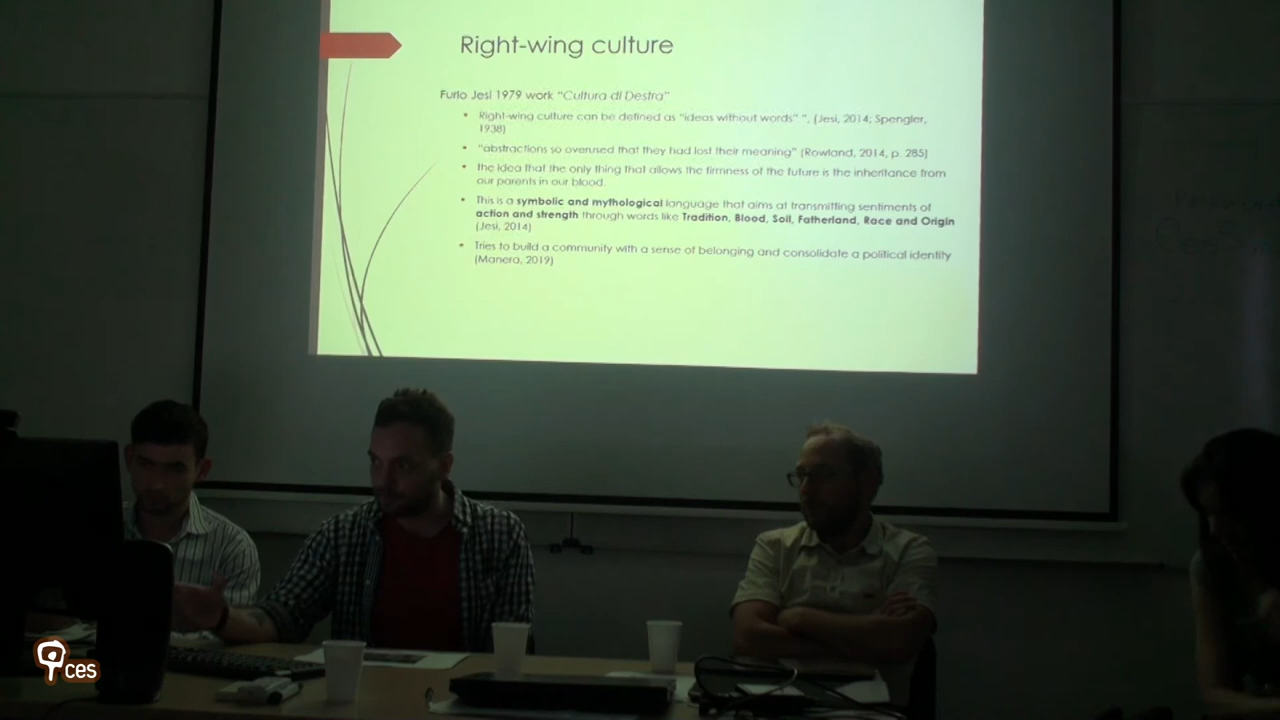 Right-wing culture
Furio Jesi 1979 work "Cultura di Destra"
Right-wing culture can be defined as "ideas without words" ", (Jesi, 2014; Spengler,
1938)
"abstractions so overused that they had lost their meaning" (Rowland, 2014, p. 285)
the idea that the only thing that allows the firmness of the future is the inheritance from
our parents in our blood.
This is a symbolic and mythological language that aims at transmitting sentiments of
action and strength through words like Tradition, Blood, Soil, Fatherland, Race and Origin
(Jesi, 2014)
Tries to build a community with a sense of belonging and consolidate a political identity
(Manera, 2019)
ces